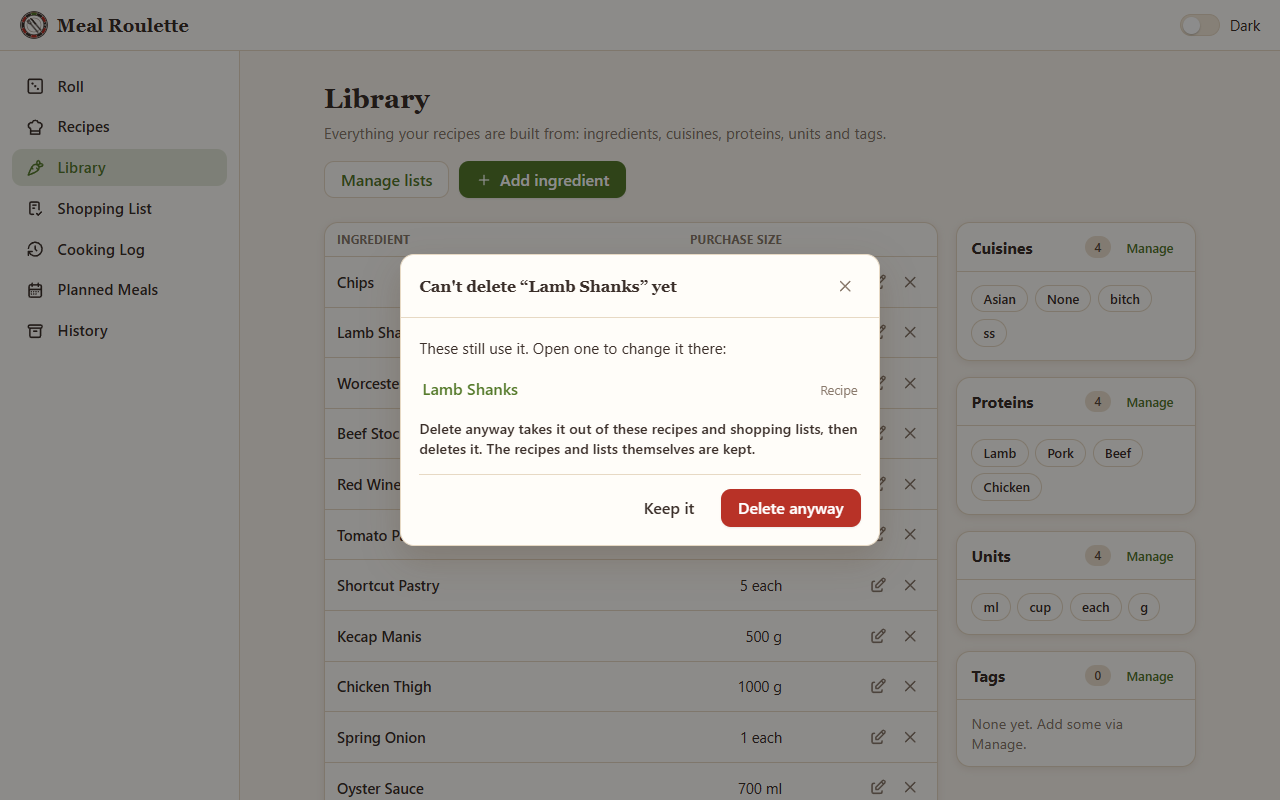 Meal Roulette
Dark
Roll
Recipes
Library
Shopping List
Cooking Log
Planned Meals
History
Library
Everything your recipes are built from: ingredients, cuisines, proteins, units and tags.
Manage lists
+ Add ingredient
INGREDIENT PURCHASE SIZE
Chips
Lamb Sha
Worceste
Beef Stoc
Red Wine
Tomato P
Shortcut Pastry 5 each
Kecap Manis 500 g
Chicken Thigh 1000 g
Spring Onion 1 each
Oyster Sauce 700 ml
Can't delete “Lamb Shanks” yet
These still use it. Open one to change it there:
Lamb Shanks Recipe
Delete anyway takes it out of these recipes and shopping lists, then
deletes it. The recipes and lists themselves are kept.
Keep it Delete anyway
Cuisines 4 Manage
Asian None bitch
ss
Proteins 4 Manage
Lamb Pork Beef
Chicken
Units 4 Manage
ml cup each g
Tags 0 Manage
None yet. Add some via
Manage.